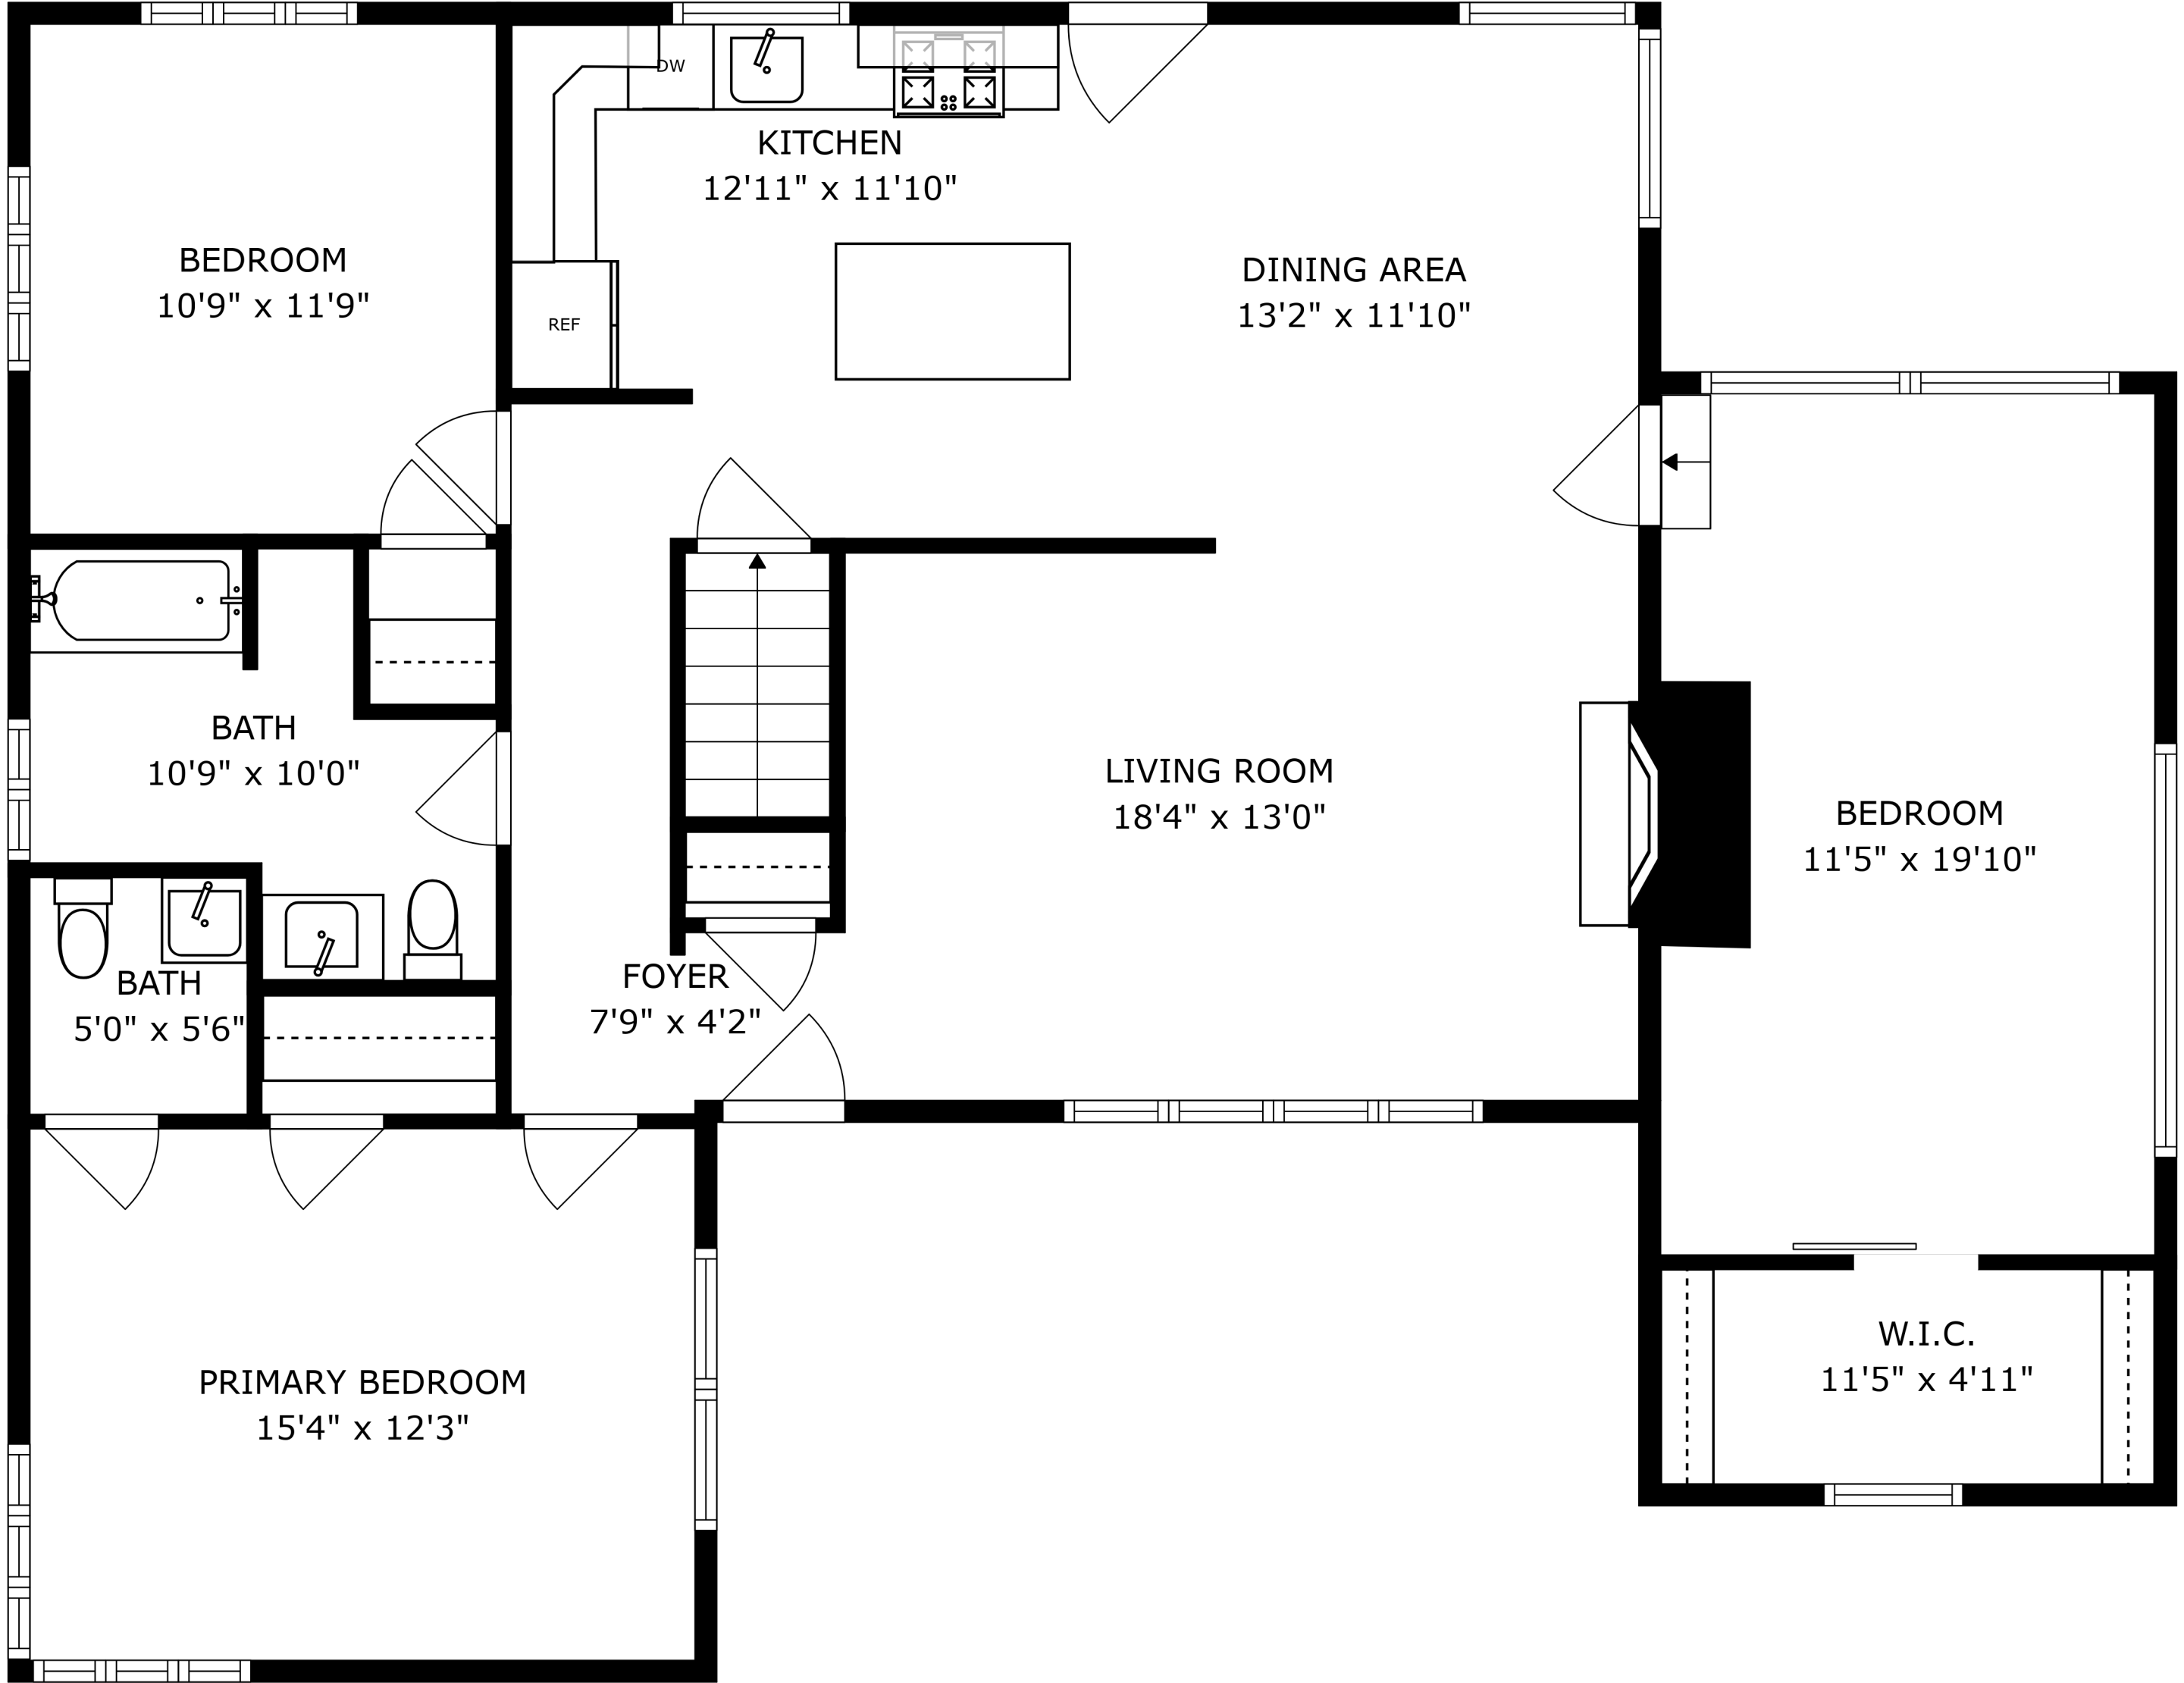 DW
KITCHEN
12'11" x 11'10"
BEDROOM
10'9" x 11'9"
DINING AREA
13'2" x 11'10"
REF
BATH
10'9" x 10'0"
LIVING ROOM
18'4" x 13'0"
BEDROOM
11'5" x 19'10"
BATH
5'0" x 5'6"
FOYER
7'9" x 4'2"
W.I.C.
11'5" x 4'11"
PRIMARY BEDROOM
15'4" x 12'3"